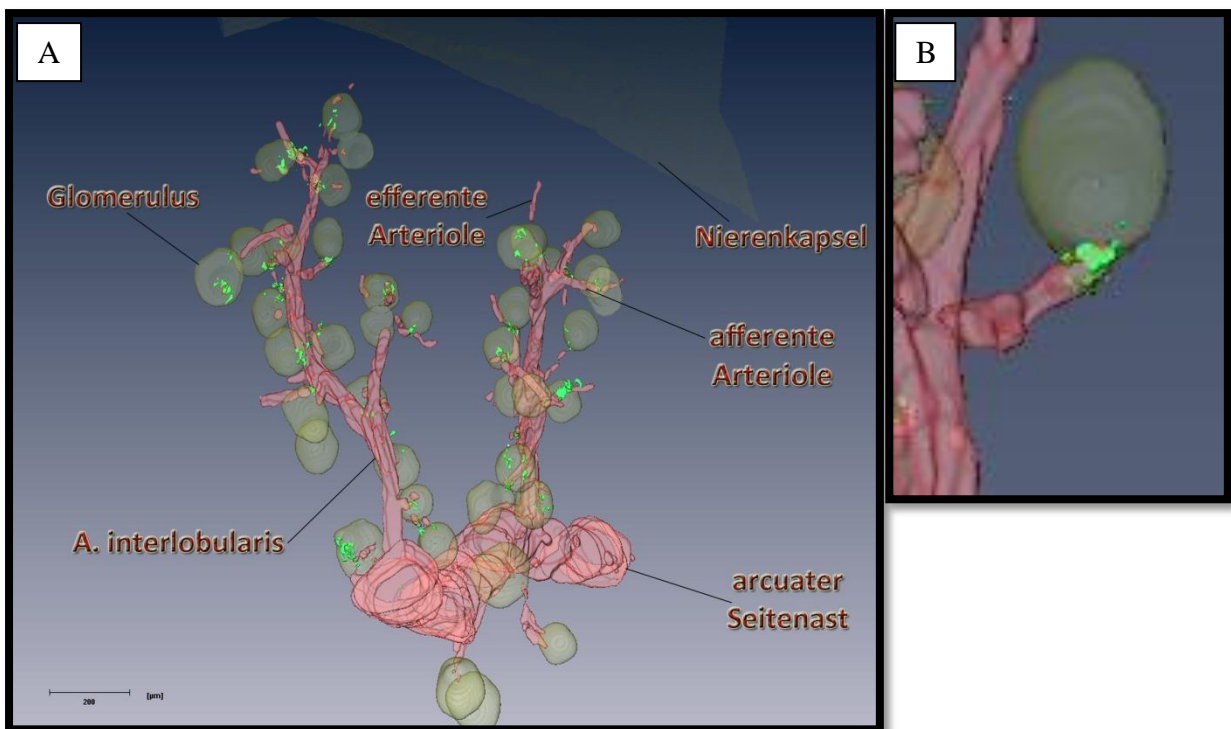 A
B
Glomerulus
efferente
Arteriole
Nierenkapsel
afferente
Arteriole
A. interlobularis
arcuater
Seitenast
200 [µm]